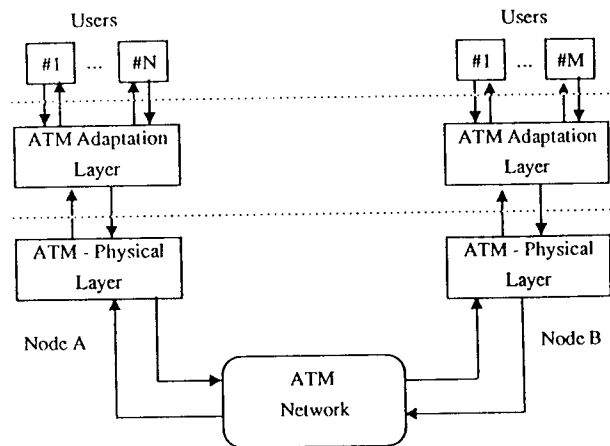 Users
Users
#1 ... #N
#1 ... #M
ATM Adaptation
Layer
ATM Adaptation
Layer
ATM - Physical
Layer
ATM - Physical
Layer
Node A
Node B
ATM
Network